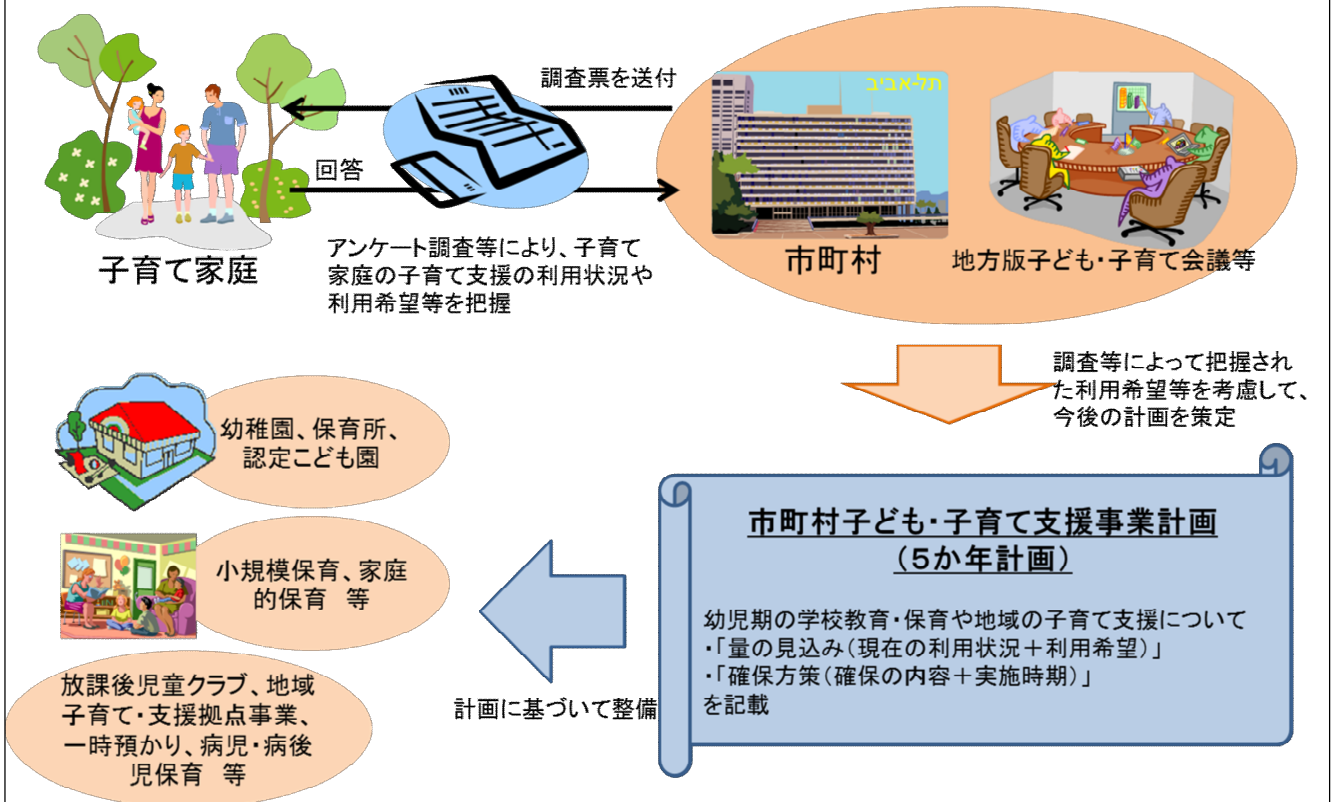 調査票を送付
תל-אביב
回答
子育て家庭
アンケート調査等により、子育て
家庭の子育て支援の利用状況や
利用希望等を把握
市町村
地方版子ども・子育て会議等
調査等によって把握され
た利用希望等を考慮して、
今後の計画を策定
市町村子ども・子育て支援事業計画
(5か年計画)
幼児期の学校教育・保育や地域の子育て支援について
・「量の見込み(現在の利用状況+利用希望)」
・「確保方策(確保の内容+実施時期)」
を記載
計画に基づいて整備
幼稚園、保育所、
認定こども園
小規模保育、家庭
的保育 等
放課後児童クラブ、地域
子育て・支援拠点事業、
一時預かり、病児・病後
児保育 等